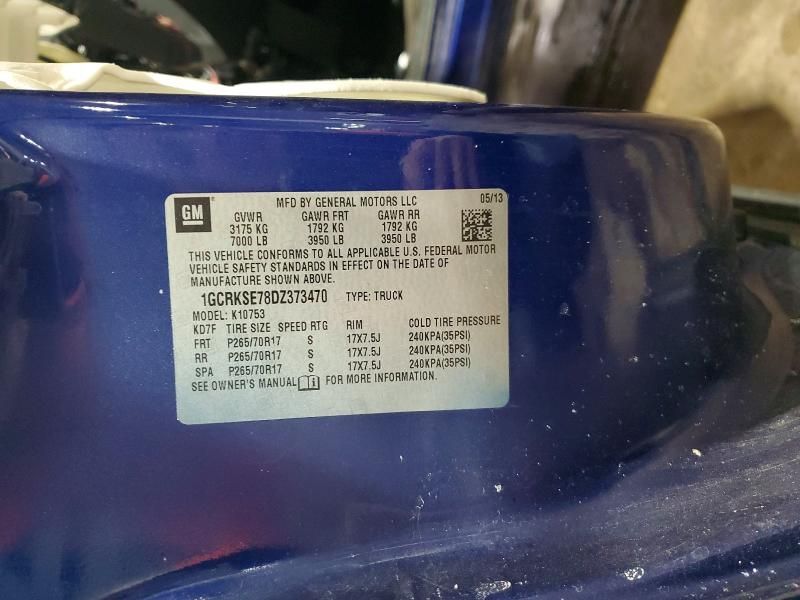 GM
MFD BY GENERAL MOTORS LLC 05/13
GVWR GAWR FRT GAWR RR
3175 KG 1792 KG 1792 KG
7000 LB 3950 LB 3950 LB
THIS VEHICLE CONFORMS TO ALL APPLICABLE U.S. FEDERAL MOTOR
VEHICLE SAFETY STANDARDS IN EFFECT ON THE DATE OF
MANUFACTURE SHOWN ABOVE.
1GCRKSE78DZ373470 TYPE: TRUCK
MODEL: K10753
KD7F TIRE SIZE SPEED RTG RIM COLD TIRE PRESSURE
FRT P265/70R17 S 17X7.5J 240KPA(35PSI)
RR P265/70R17 S 17X7.5J 240KPA(35PSI)
SPA P265/70R17 S 17X7.5J 240KPA(35PSI)
SEE OWNER'S MANUAL FOR MORE INFORMATION.